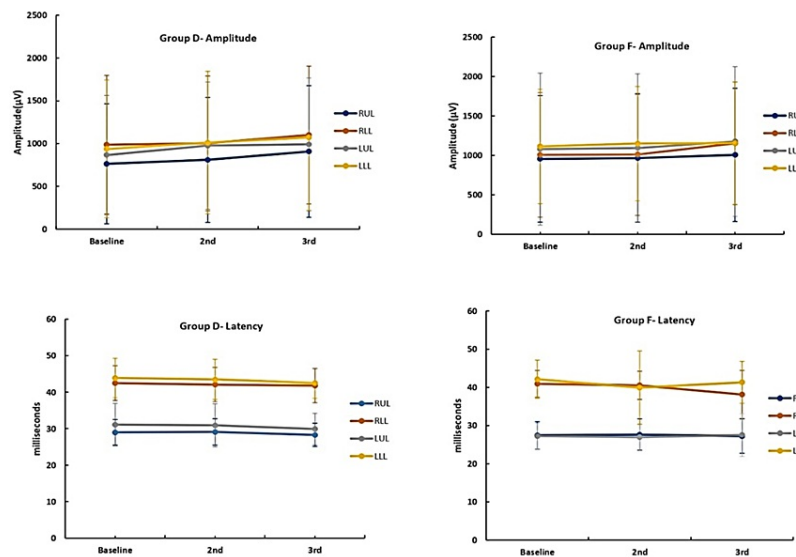 Group D- Amplitude
Amplitude(µV)
2500
2000
1500
1000
500
0
Baseline 2nd 3rd
RUL
RLL
LUL
LLL
Group F- Amplitude
Amplitude (µV)
2500
2000
1500
1000
500
0
Baseline 2nd 3rd
RU
RL
LU
LL
Group D- Latency
milliseconds
60
50
40
30
20
10
0
Baseline 2nd 3rd
RUL
RLL
LUL
LLL
Group F- Latency
milliseconds
60
50
40
30
20
10
0
Baseline 2nd 3rd
R
R
L
L